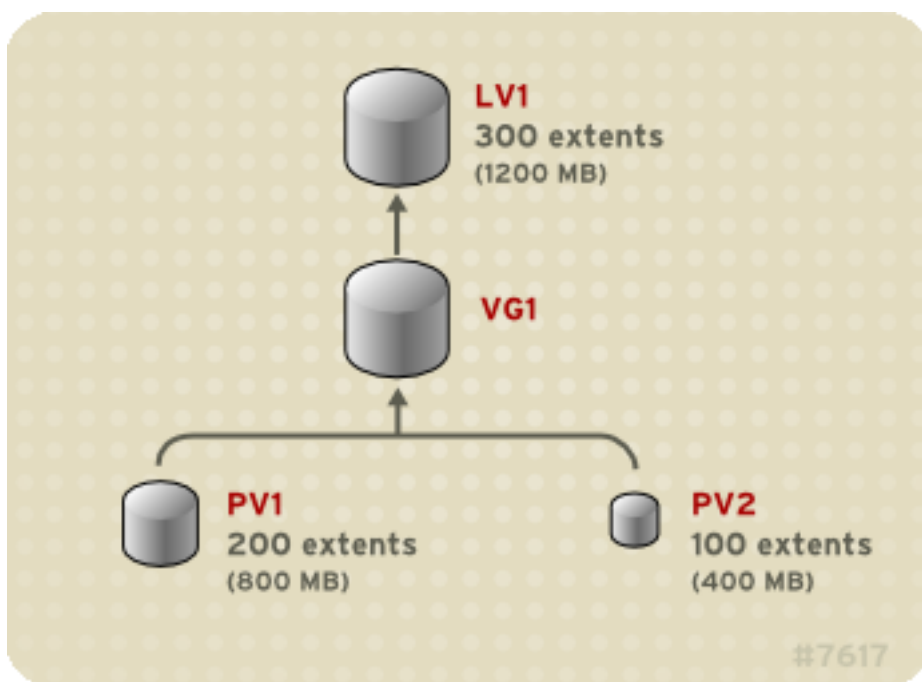 LV1
300 extents
(1200 MB)
VG1
PV1
200 extents
(800 MB)
PV2
100 extents
(400 MB)
#7617